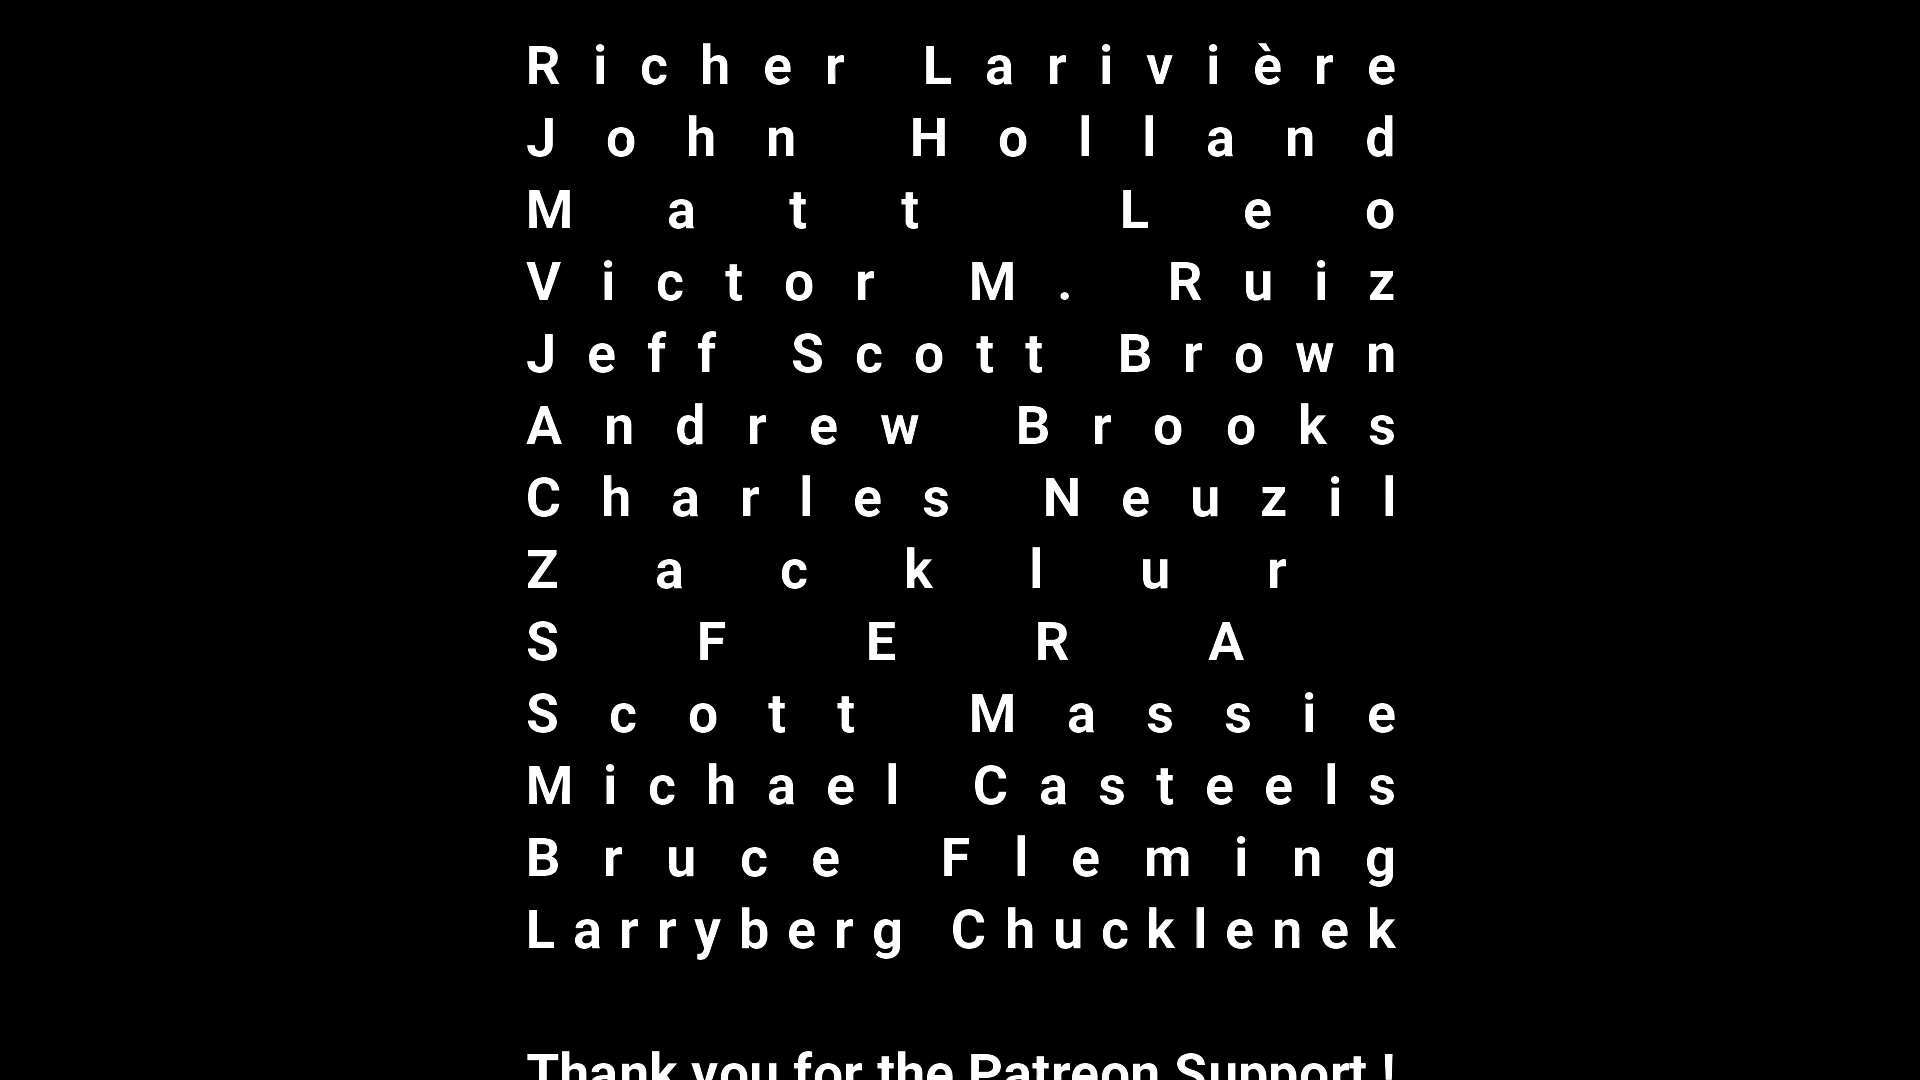 Richer Larivière
John Holland
Matt Leo
Victor M. Ruiz
Jeff Scott Brown
Andrew Brooks
Charles Neuzil
Zacklur
SFERA
Scott Massie
Michael Casteels
Bruce Fleming
Larryberg Chucklenek
Thank you for the Patreon Support !